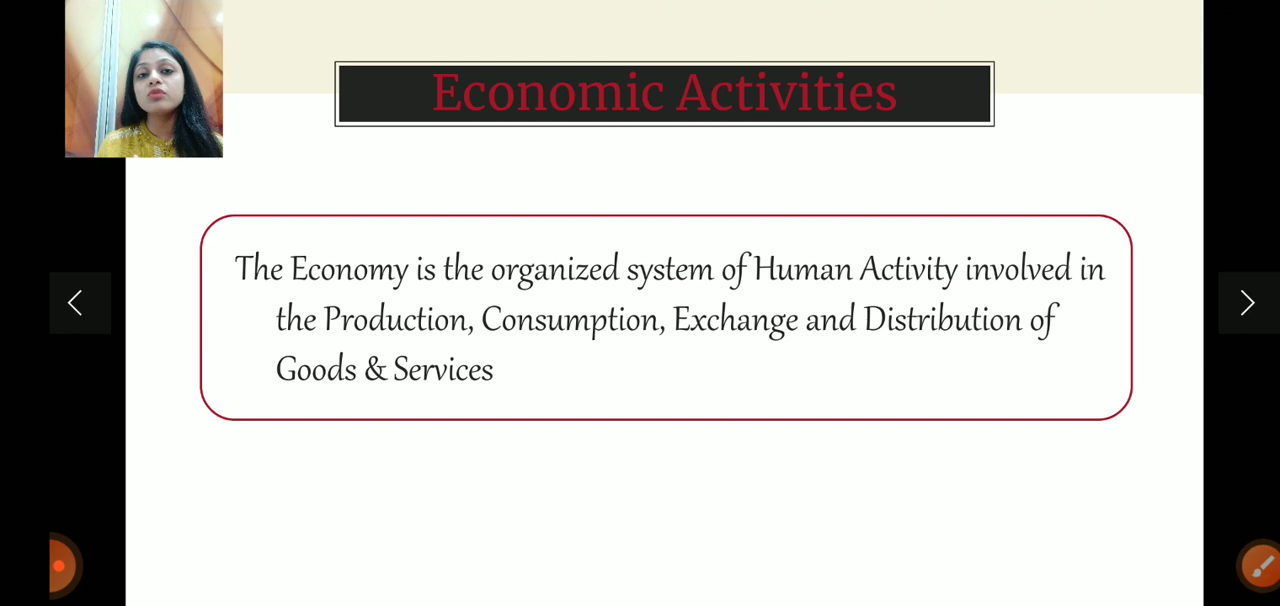 Economic Activities
The Economy is the organized system of Human Activity involved in
the Production, Consumption, Exchange and Distribution of
Goods & Services